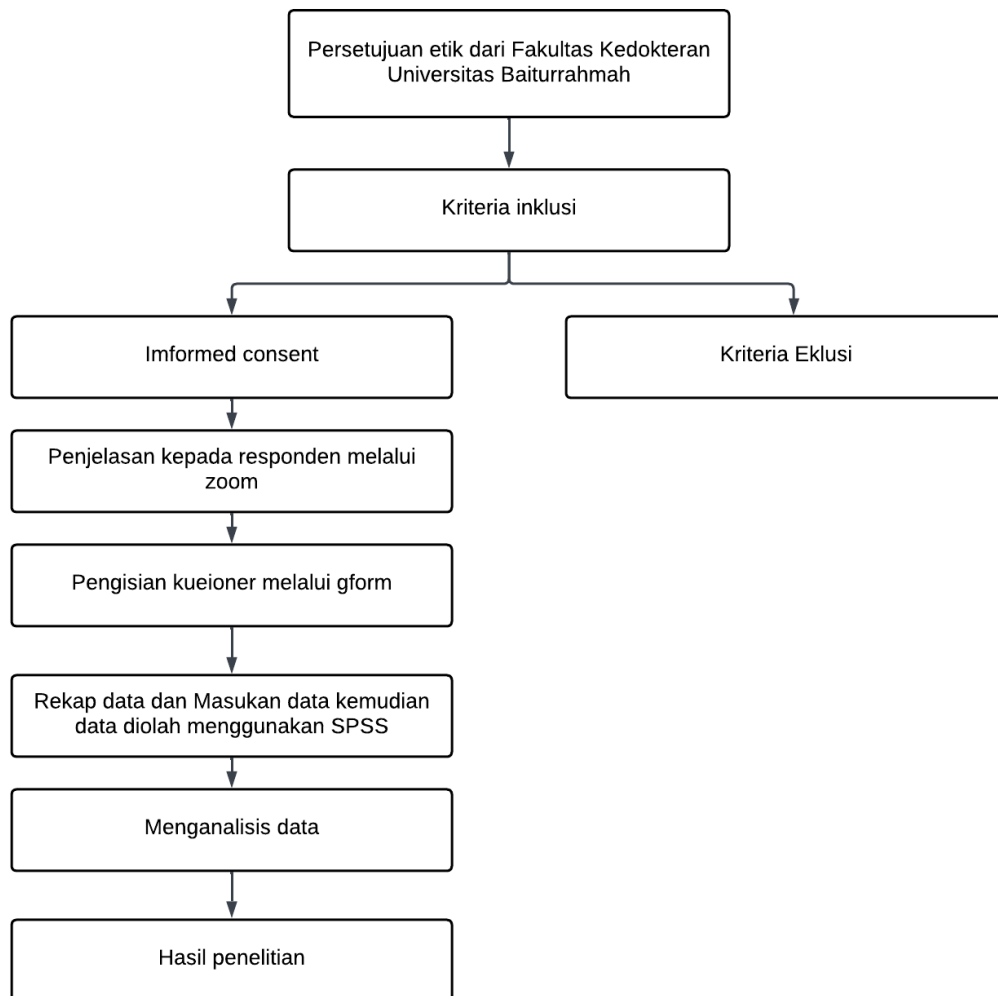 Persetujuan etik dari Fakultas Kedokteran
Universitas Baiturrahmah
Kriteria inklusi
Imformed consent
Kriteria Eklusi
Penjelasan kepada responden melalui
zoom
Pengisian kueioner melalui gform
Rekap data dan Masukan data kemudian
data diolah menggunakan SPSS
Menganalisis data
Hasil penelitian